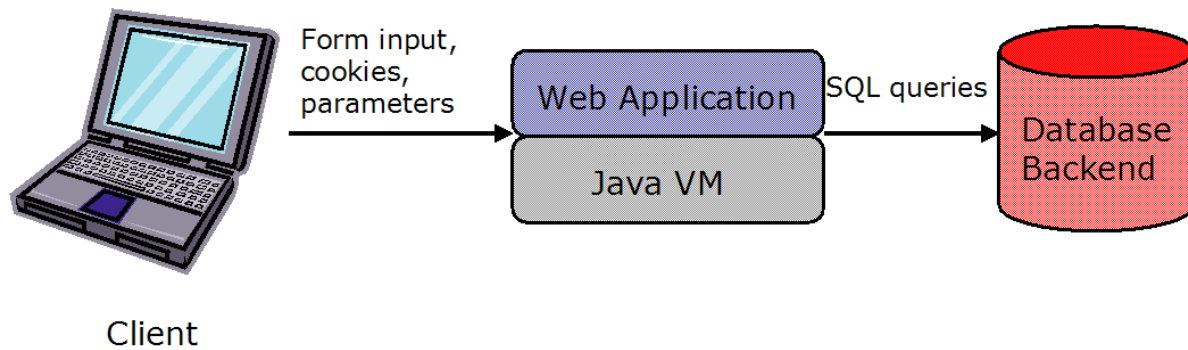 Form input,
cookies,
parameters
Web Application
Java VM
SQL queries
Database
Backend
Client